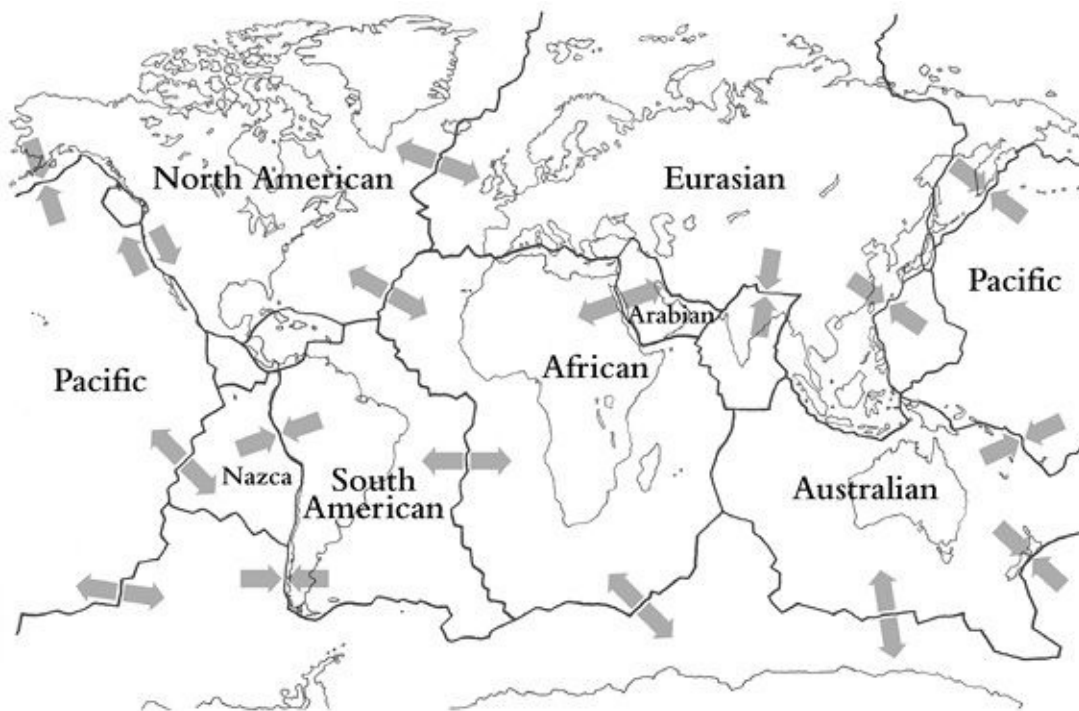 North American
Eurasian
Pacific
Arabian
African
Pacific
Nazca
South
American
Australian